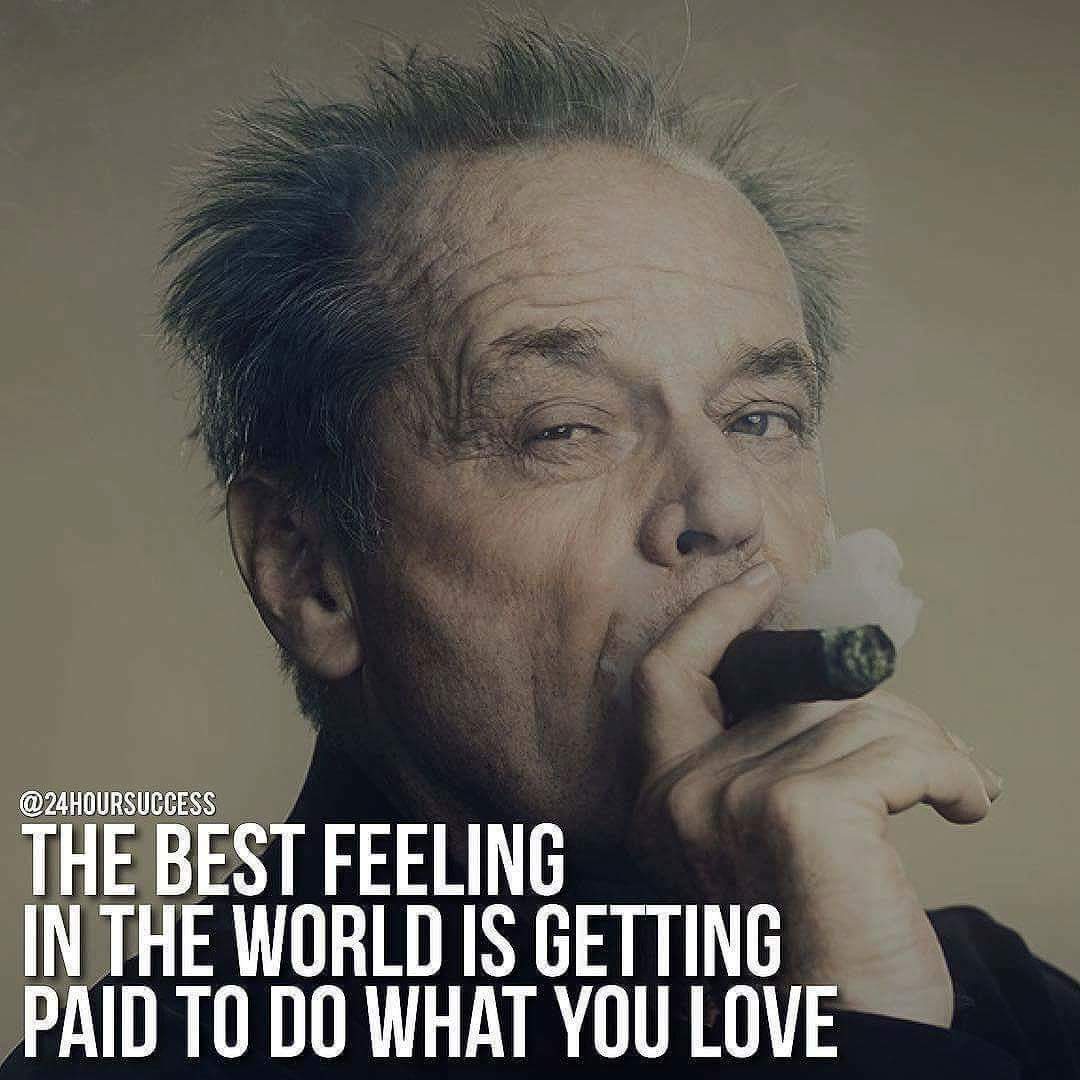 @24HOURSUCCESS
THE BEST FEELING
IN THE WORLD IS GETTING
PAID TO DO WHAT YOU LOVE